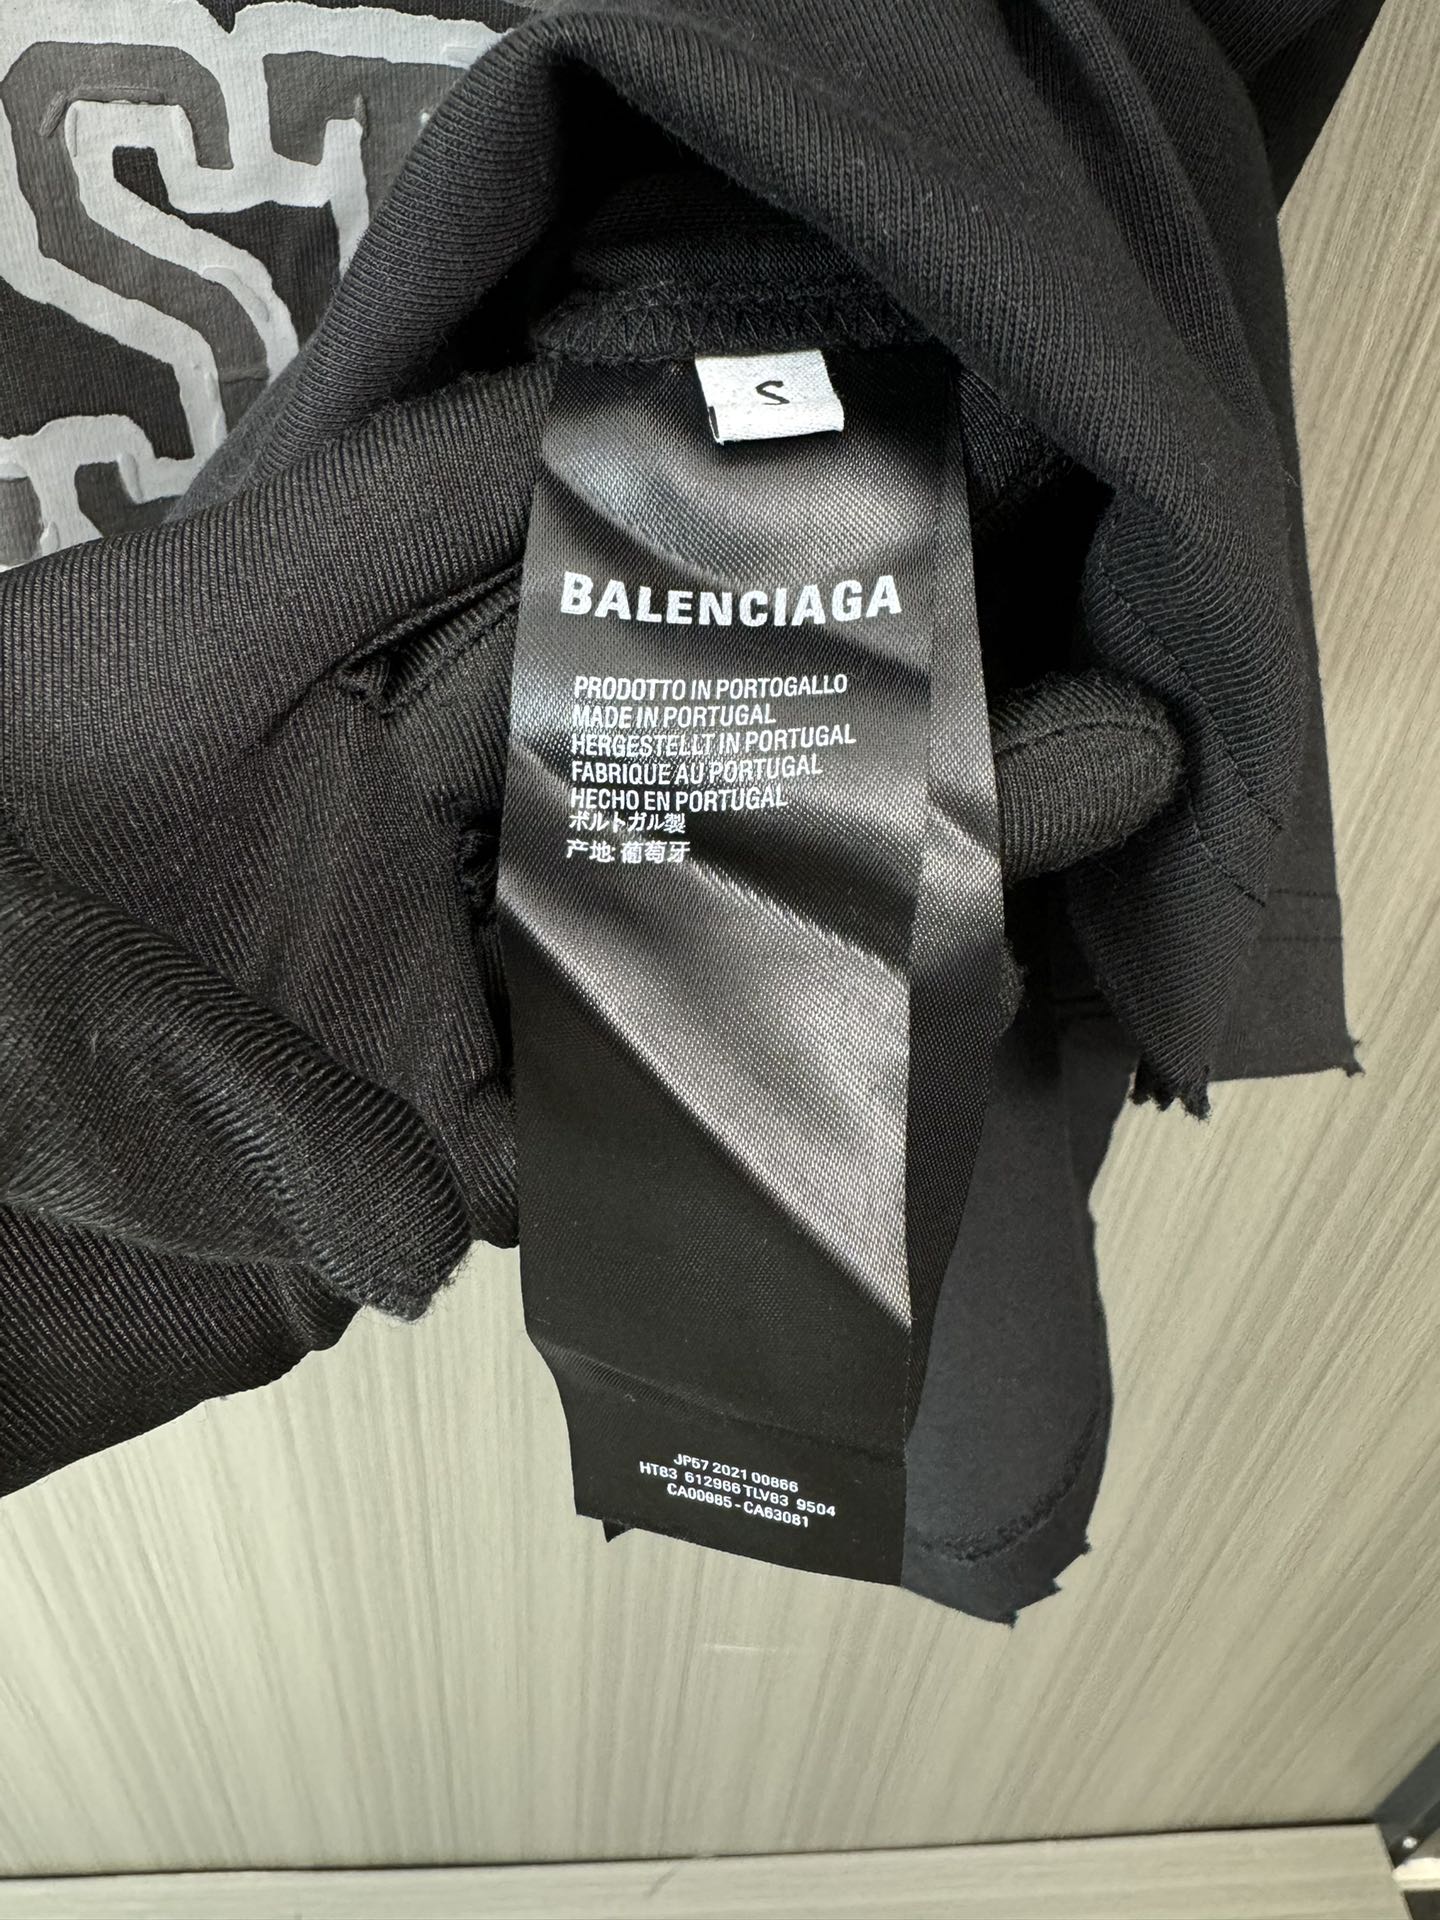 ST
S
BALENCIAGA
PRODOTTO IN PORTOGALLO
MADE IN PORTUGAL
HERGESTELLT IN PORTUGAL
FABRIQUE AU PORTUGAL
HECHO EN PORTUGAL
ポルトガル製
产地: 葡萄牙
JP57 2021 00866
HT83 612966 TLV83 9504
CA00985 - CA63081